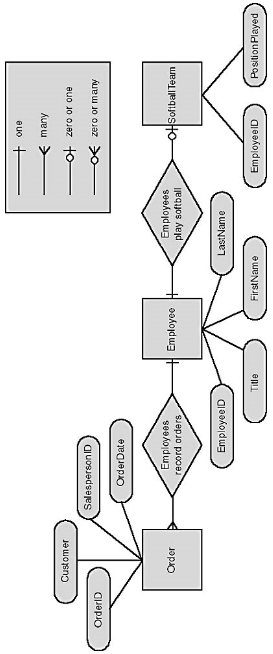 one
many
zero or one
zero or many
Customer
SalespersonID
OrderID
OrderDate
Order
Employees
record orders
Employee
Employees
play softball
SoftballTeam
EmployeeID
Title
FirstName
LastName
EmployeeID
PositionPlayed